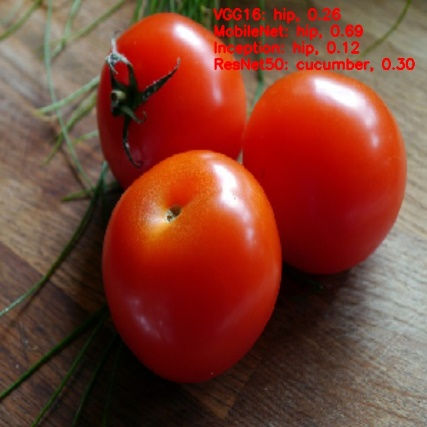 VGG16: hip, 0.26
MobileNet: hip, 0.69
Inception: hip, 0.12
ResNet50: cucumber, 0.30